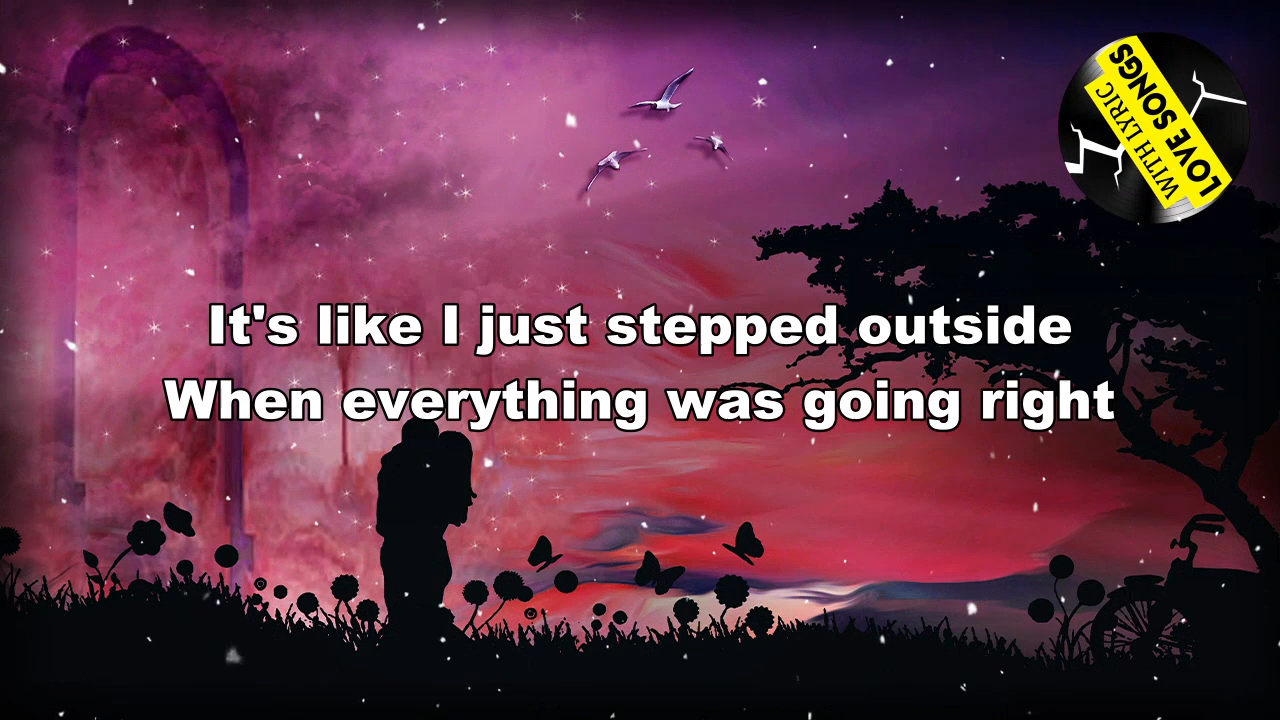 It's like I just stepped outside
When everything was going right
LOVE SONGS
WITH LYRIC